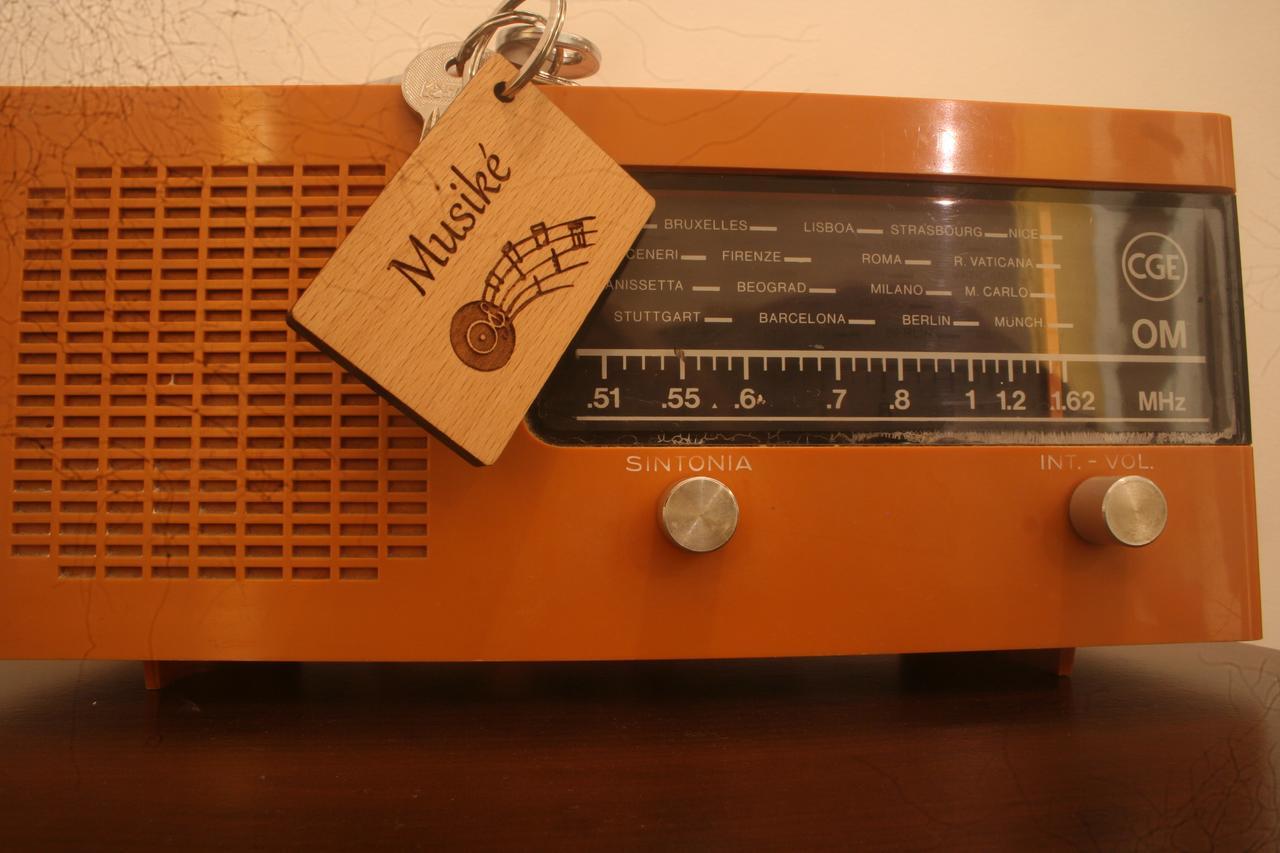 Musiké
BRUXELLES LISBOA STRASBOURG NICE
CENERI FIRENZE ROMA R. VATICANA
ANISSETTA BEOGRAD MILANO M. CARLO
STUTTGART BARCELONA BERLIN MÜNCH.
CGE
OM
.51 .55 .6 .7 .8 1 1.2 1.62 MHz
SINTONIA INT. - VOL.